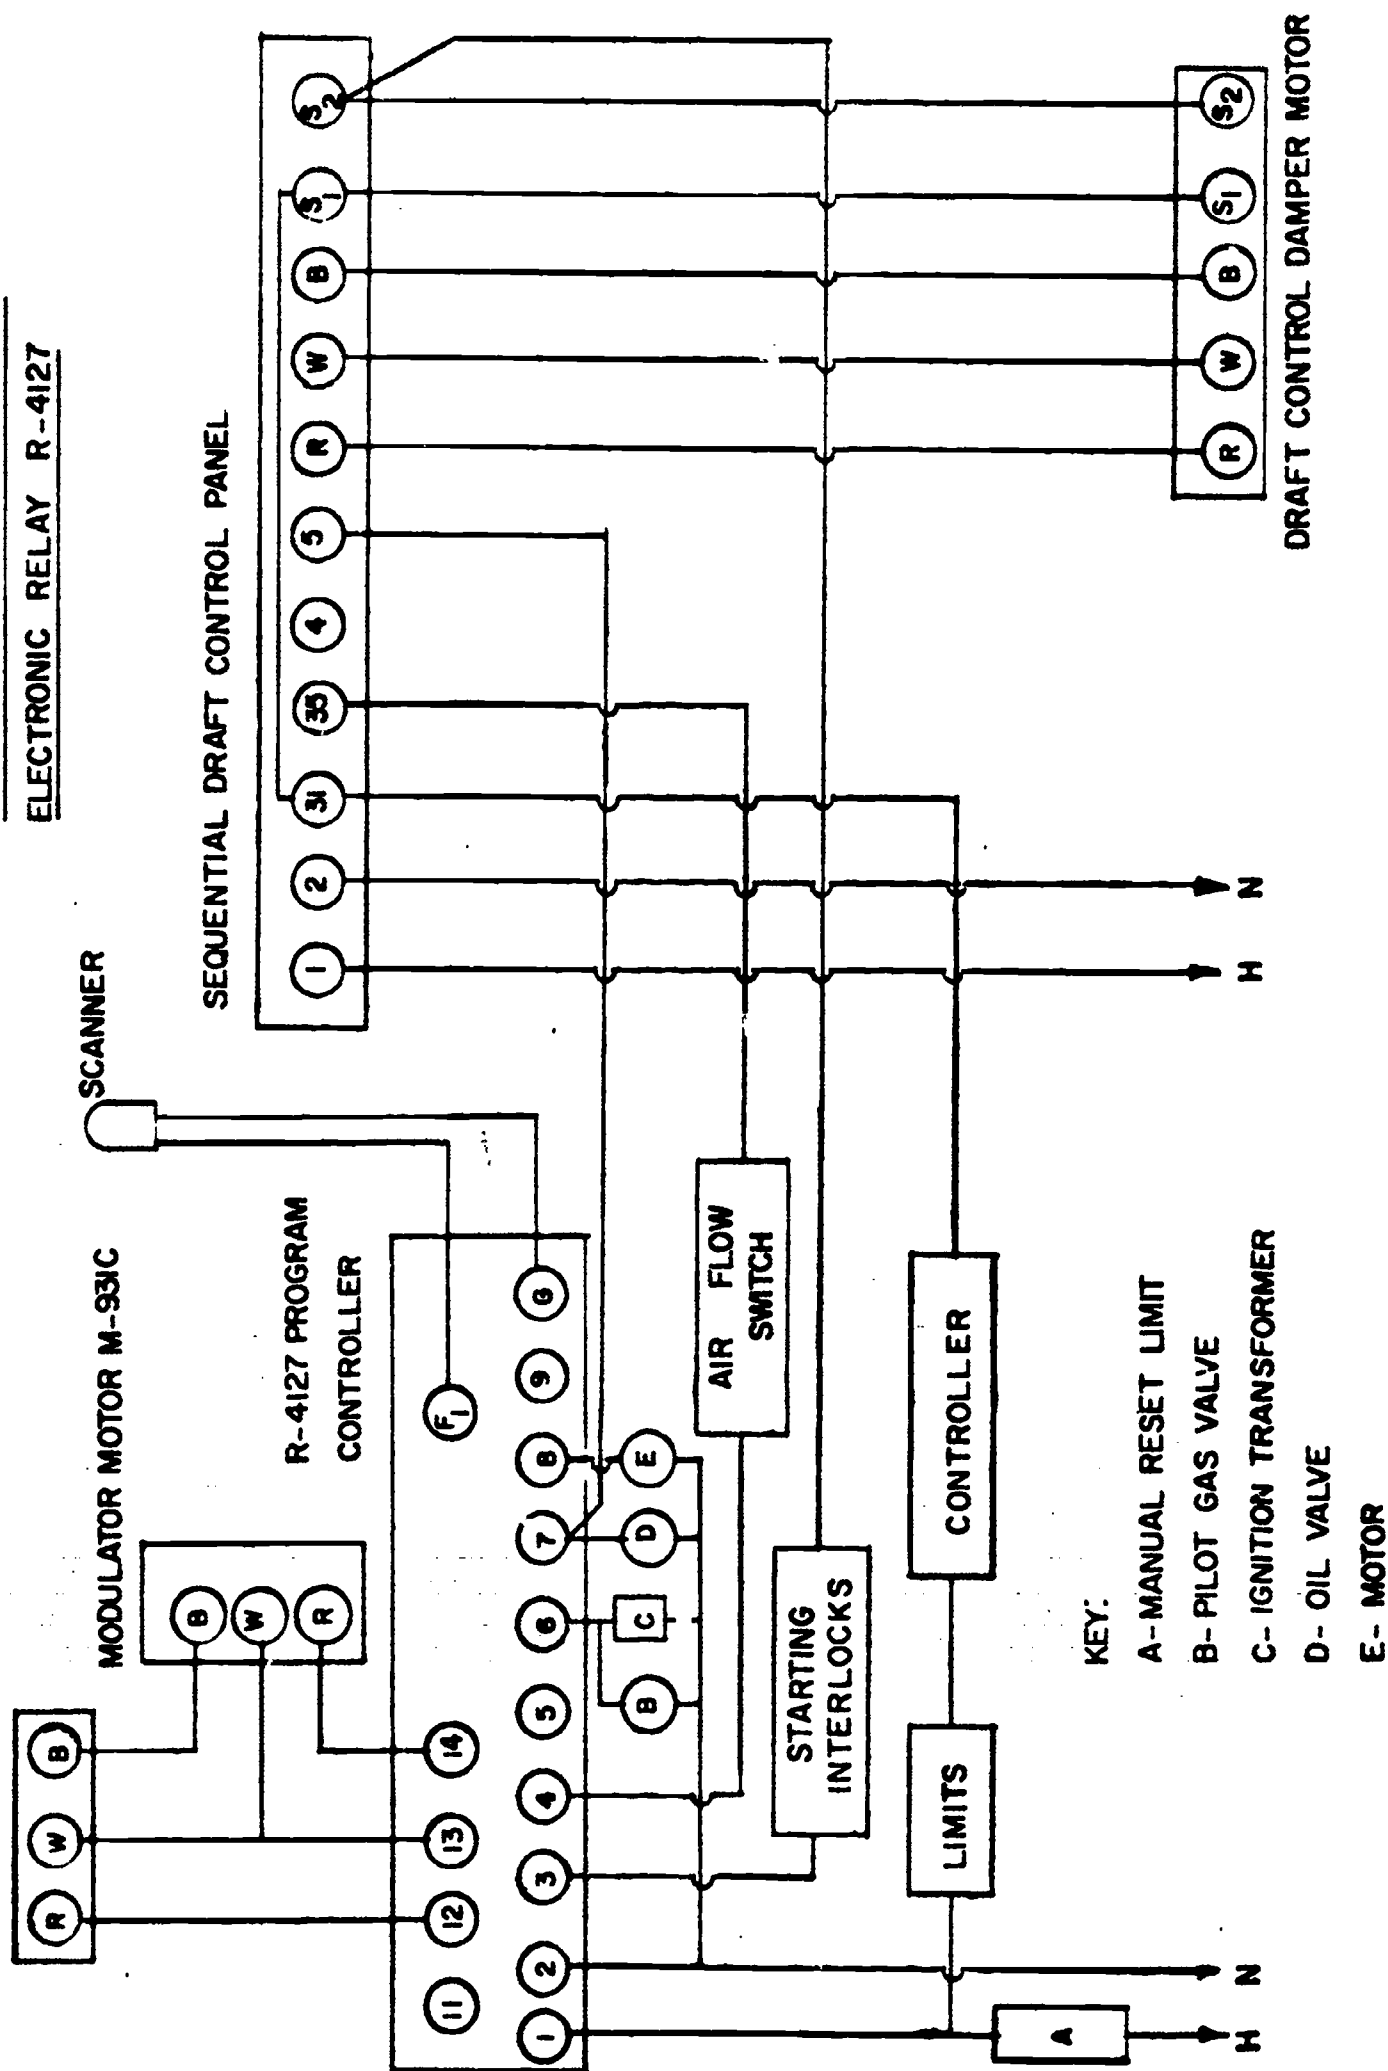 ELECTRONIC RELAY R-4127
SCANNER
SEQUENTIAL DRAFT CONTROL PANEL
1 2 31 35 4 5 R W B S1 S2
R W B
MODULATOR MOTOR M-931C
B
W
R
R-4127 PROGRAM
CONTROLLER
11 12 13 14 F1
1 2 3 4 5 6 7 8 9 G
B C D E
AIR FLOW
SWITCH
STARTING
INTERLOCKS
LIMITS
CONTROLLER
A
H N
H N
R W B S1 S2
DRAFT CONTROL DAMPER MOTOR
KEY:
A-MANUAL RESET LIMIT
B-PILOT GAS VALVE
C-IGNITION TRANSFORMER
D-OIL VALVE
E-MOTOR